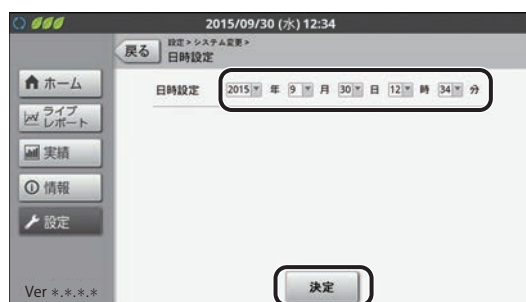 2015/09/30 (水) 12:34
戻る
設定>システム変更>
日時設定
ホーム
ライブ
レポート
実績
情報
設定
日時設定 2015 年 9 月 30 日 12 時 34 分
決定
Ver *.*.*.*